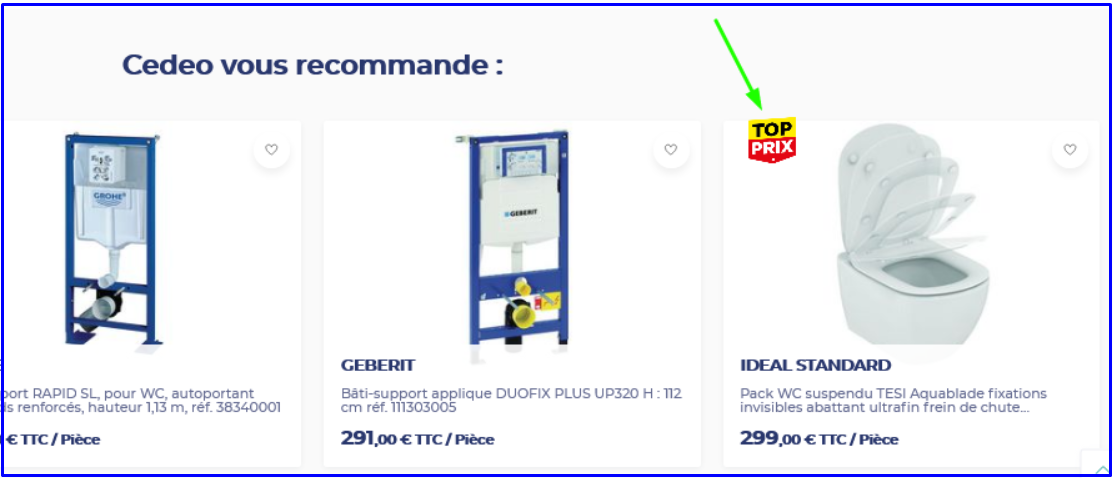 Cedeo vous recommande :
GROHE
port RAPID SL, pour WC, autoportant
ds renforcés, hauteur 1,13 m, réf. 38340001
€ TTC / Pièce
GEBERIT
GEBERIT
Bâti-support applique DUOFIX PLUS UP320 H : 112
cm réf. 111303005
291,00 € TTC / Pièce
TOP
PRIX
IDEAL STANDARD
Pack WC suspendu TESI Aquablade fixations
invisibles abattant ultrafin frein de chute...
299,00 € TTC / Pièce